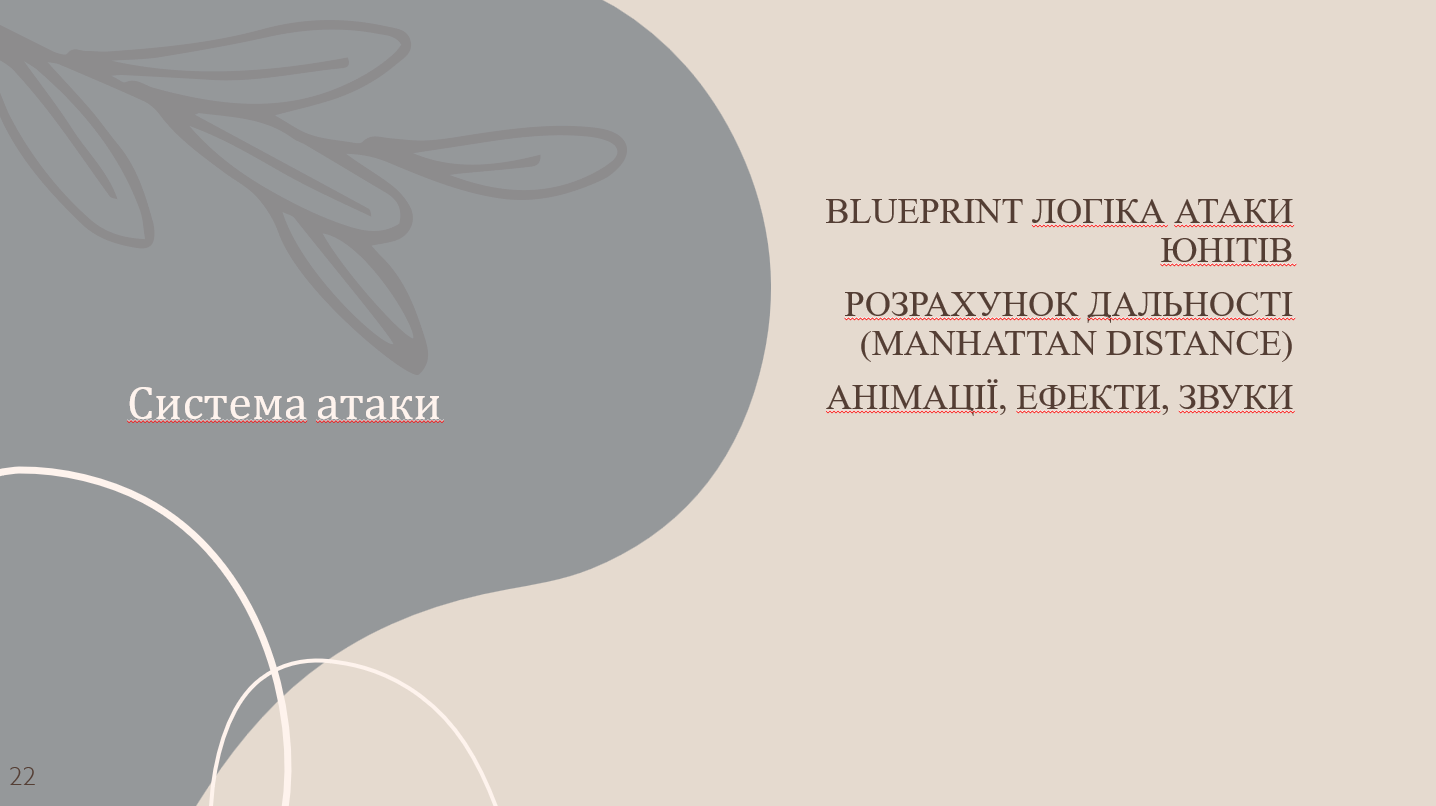 Система атаки
BLUEPRINT ЛОГІКА АТАКИ
ЮНІТІВ
РОЗРАХУНОК ДАЛЬНОСТІ
(MANHATTAN DISTANCE)
АНІМАЦІЇ, ЕФЕКТИ, ЗВУКИ
22